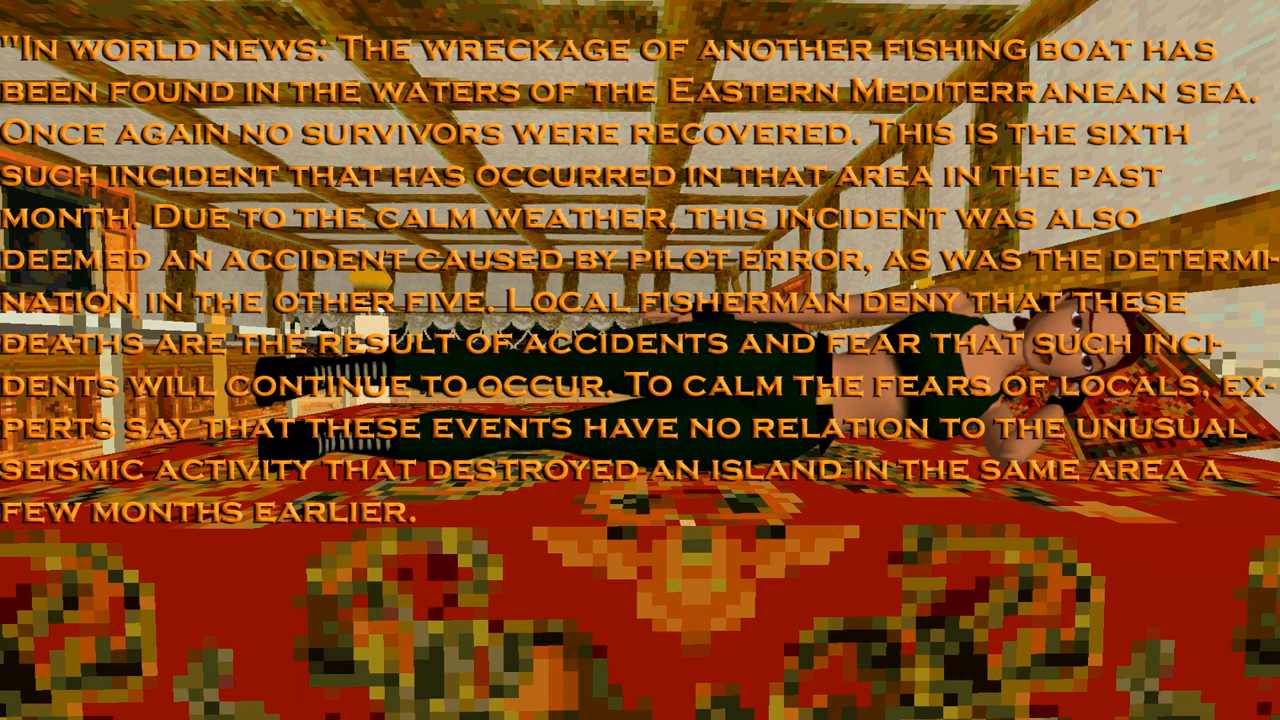 "In world news: The wreckage of another fishing boat has
been found in the waters of the Eastern Mediterranean sea.
Once again no survivors were recovered. This is the sixth
such incident that has occurred in that area in the past
month. Due to the calm weather, this incident was also
deemed an accident caused by pilot error, as was the determi-
nation in the other five. Local fisherman deny that these
deaths are the result of accidents and fear that such inci-
dents will continue to occur. To calm the fears of locals, ex-
perts say that these events have no relation to the unusual
seismic activity that destroyed an island in the same area a
few months earlier.